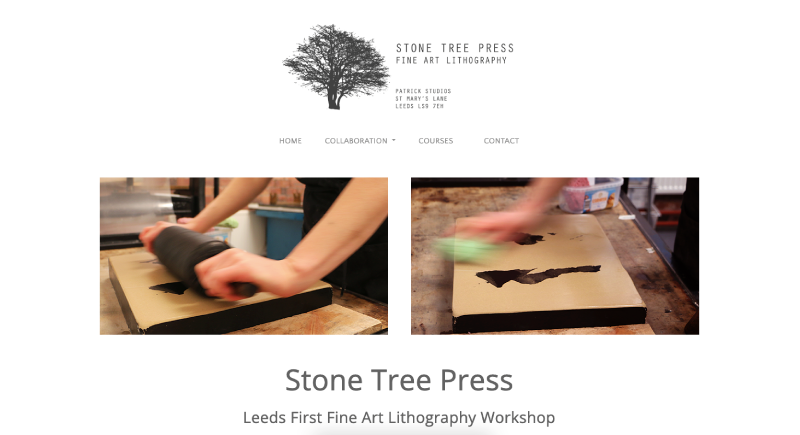 STONE TREE PRESS
FINE ART LITHOGRAPHY
PATRICK STUDIOS
ST MARY'S LANE
LEEDS LS9 7EH
HOME COLLABORATION COURSES CONTACT
Stone Tree Press
Leeds First Fine Art Lithography Workshop